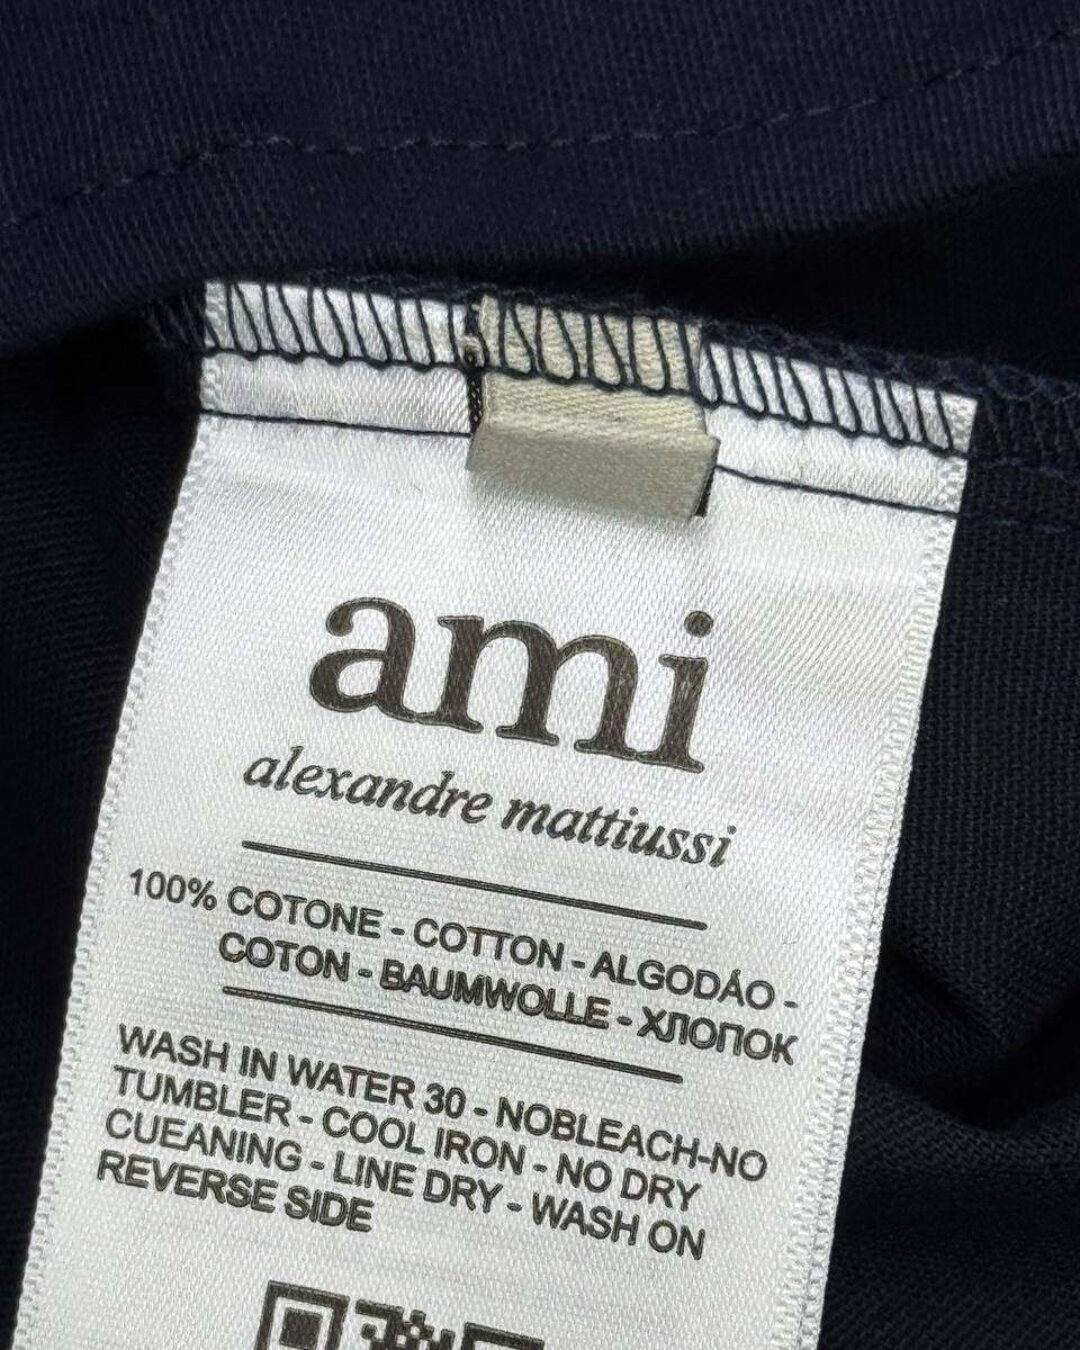 ami
alexandre mattiussi
100% COTONE - COTTON - ALGODÁO -
COTON - BAUMWOLLE - ХЛОПОК
WASH IN WATER 30 - NOBLEACH-NO
TUMBLER - COOL IRON - NO DRY
CUEANING - LINE DRY - WASH ON
REVERSE SIDE